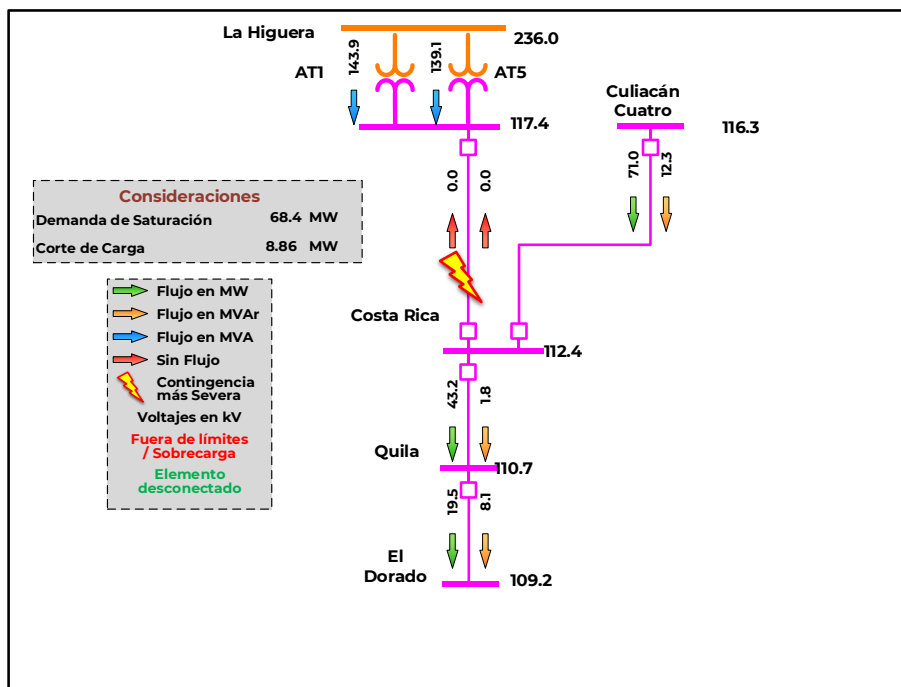 La Higuera
236.0
143.9
139.1
AT1
AT5
117.4
Culiacán
Cuatro
116.3
71.0
12.3
0.0
0.0
Consideraciones
Demanda de Saturación 68.4 MW
Corte de Carga 8.86 MW
Flujo en MW
Flujo en MVAr
Flujo en MVA
Sin Flujo
Contingencia
más Severa
Voltajes en kV
Fuera de límites
/ Sobrecarga
Elemento
desconectado
Costa Rica
112.4
43.2
1.8
Quila
110.7
19.5
8.1
El
Dorado
109.2